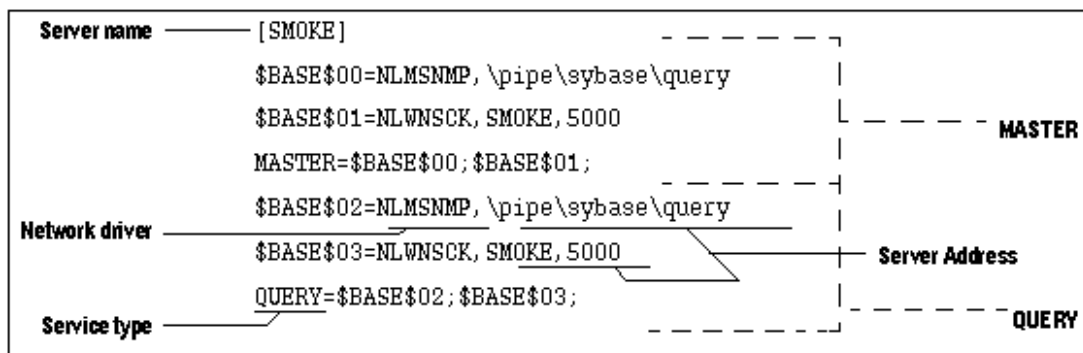 Server name [SMOKE]
$BASE$00=NLMSNMP,\pipe\sybase\query
$BASE$01=NLWNSCK,SMOKE,5000
MASTER
MASTER=$BASE$00;$BASE$01;
$BASE$02=NLMSNMP,\pipe\sybase\query
Network driver
$BASE$03=NLWNSCK,SMOKE,5000 Server Address
QUERY=$BASE$02;$BASE$03;
Service type QUERY